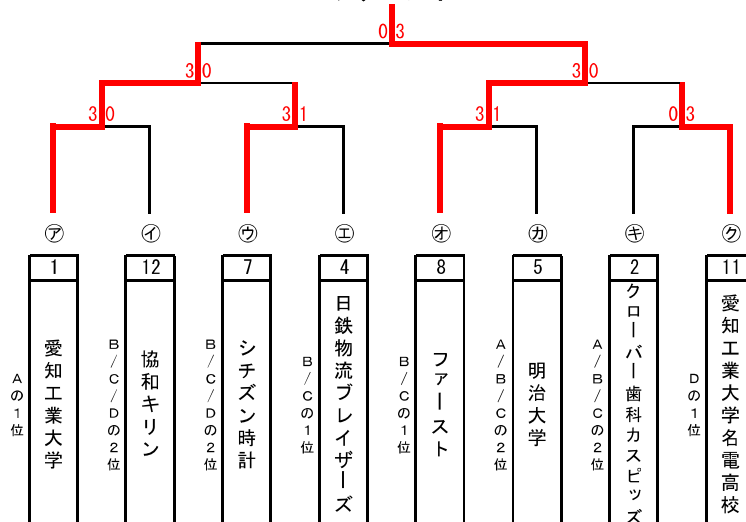 0 3
3 0
3 0
3 0
3 1
3 1
0 3
㋐
㋑
㋒
㋓
㋔
㋕
㋖
㋗
1
12
7
4
8
5
2
11
Aの1位
愛知工業大学
B/C/Dの2位
協和キリン
B/C/Dの2位
シチズン時計
B/Cの1位
日鉄物流ブレイザーズ
B/Cの1位
ファースト
A/B/Cの2位
明治大学
A/B/Cの2位
クローバー歯科カスピッズ
Dの1位
愛知工業大学名電高校